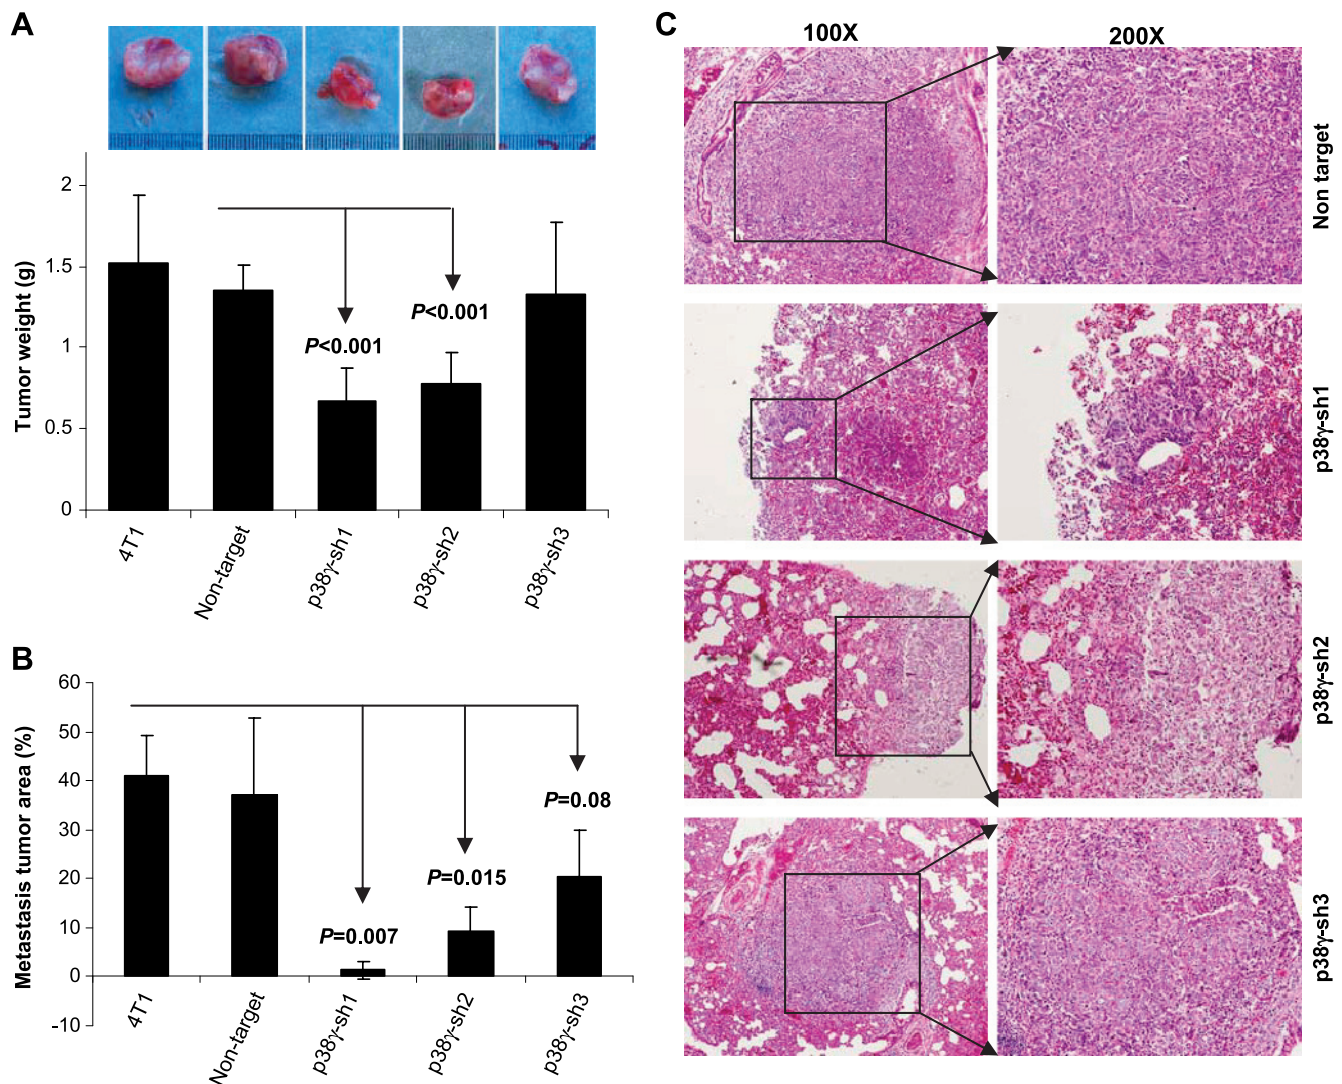 A
2
1.5
1
0.5
0
Tumor weight (g)
P<0.001
P<0.001
4T1
Non-target
p38γ-sh1
p38γ-sh2
p38γ-sh3
B
60
50
40
30
20
10
0
-10
Metastasis tumor area (%)
P=0.007
P=0.015
P=0.08
4T1
Non-target
p38γ-sh1
p38γ-sh2
p38γ-sh3
C
100X
200X
Non target
p38γ-sh1
p38γ-sh2
p38γ-sh3